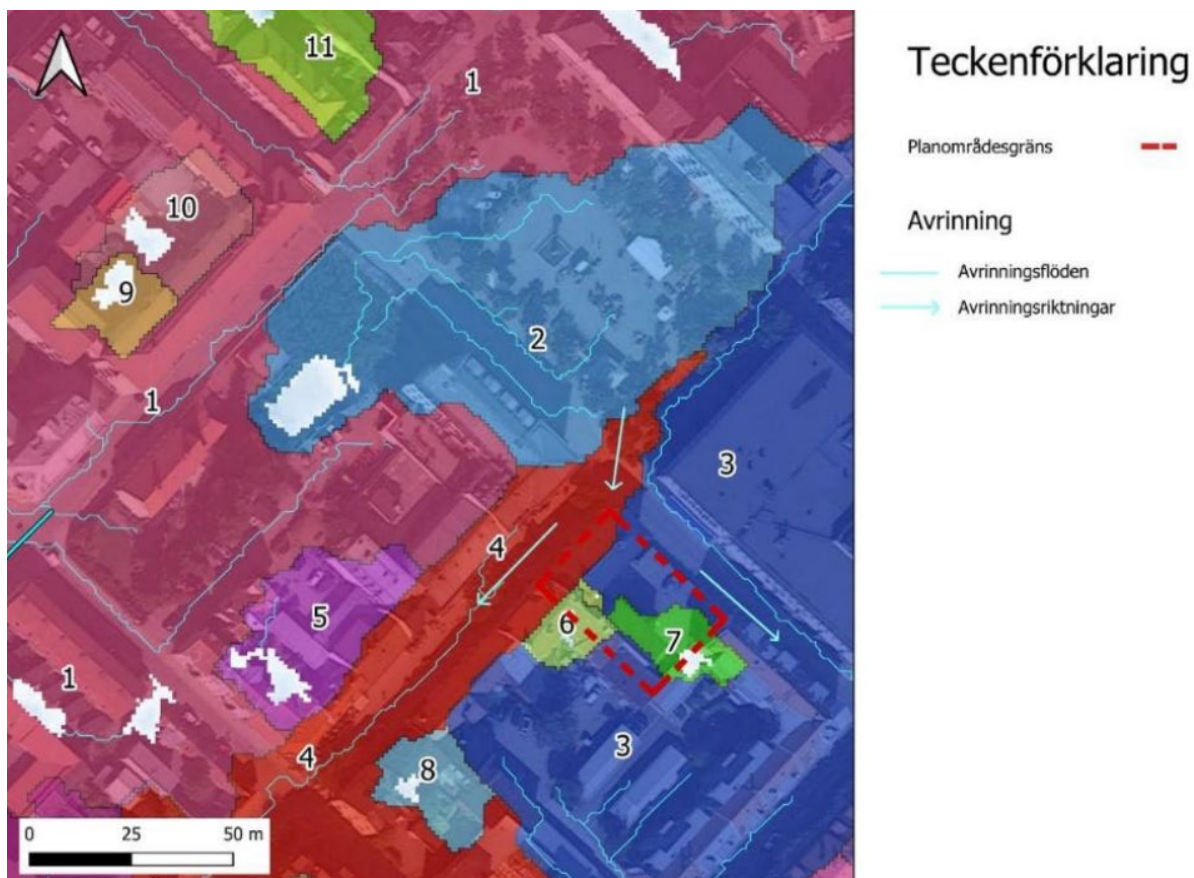 Teckenförklaring
Planområdesgräns
Avrinning
Avrinningsflöden
Avrinningsriktningar
11
1
10
9
2
1
3
4
5
6
7
1
3
4
8
0 25 50 m